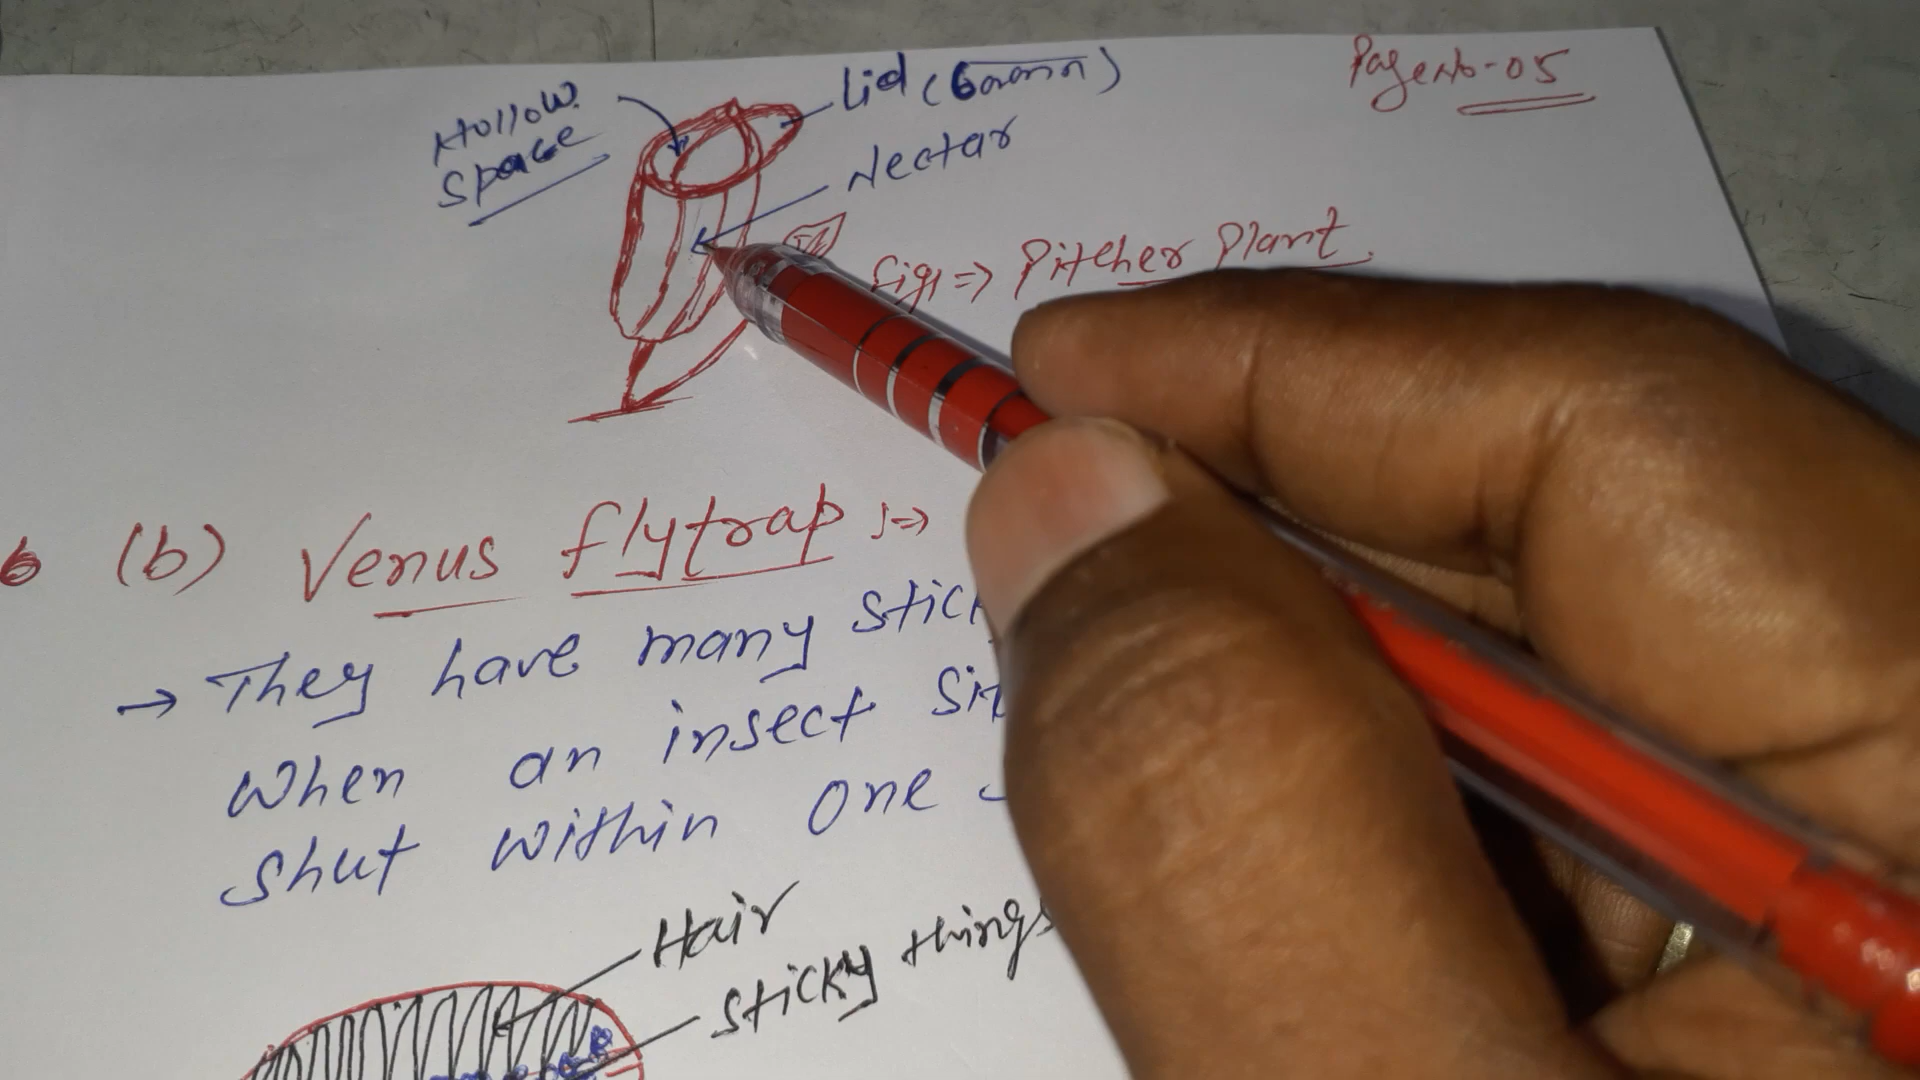 Page No-05
Hollow Space
Lid (
Nectar
fig => Pitcher Plant
(b) Venus flytrap :=>
→ They have many stick
When an insect sit
shut within one
Hair
sticky things